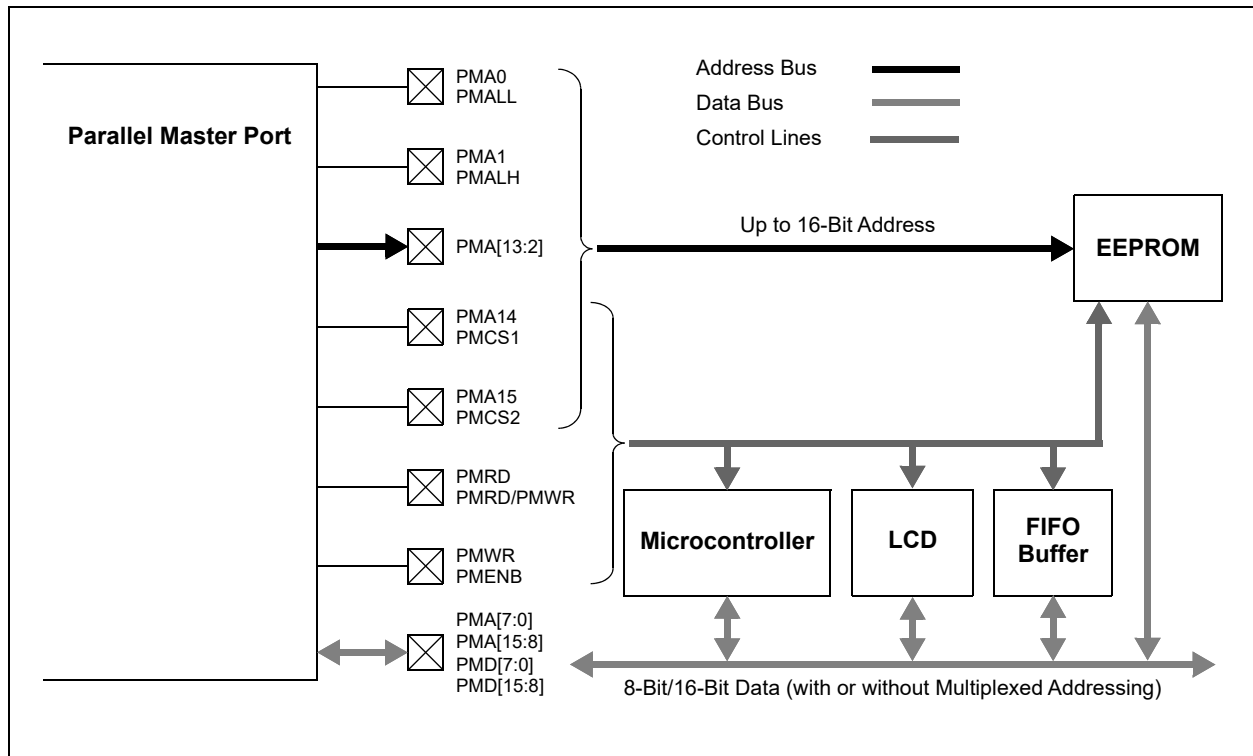 Parallel Master Port
PMA0
PMALL
PMA1
PMALH
PMA[13:2]
PMA14
PMCS1
PMA15
PMCS2
PMRD
PMRD/PMWR
PMWR
PMENB
PMA[7:0]
PMA[15:8]
PMD[7:0]
PMD[15:8]
Address Bus
Data Bus
Control Lines
Up to 16-Bit Address
EEPROM
Microcontroller
LCD
FIFO
Buffer
8-Bit/16-Bit Data (with or without Multiplexed Addressing)